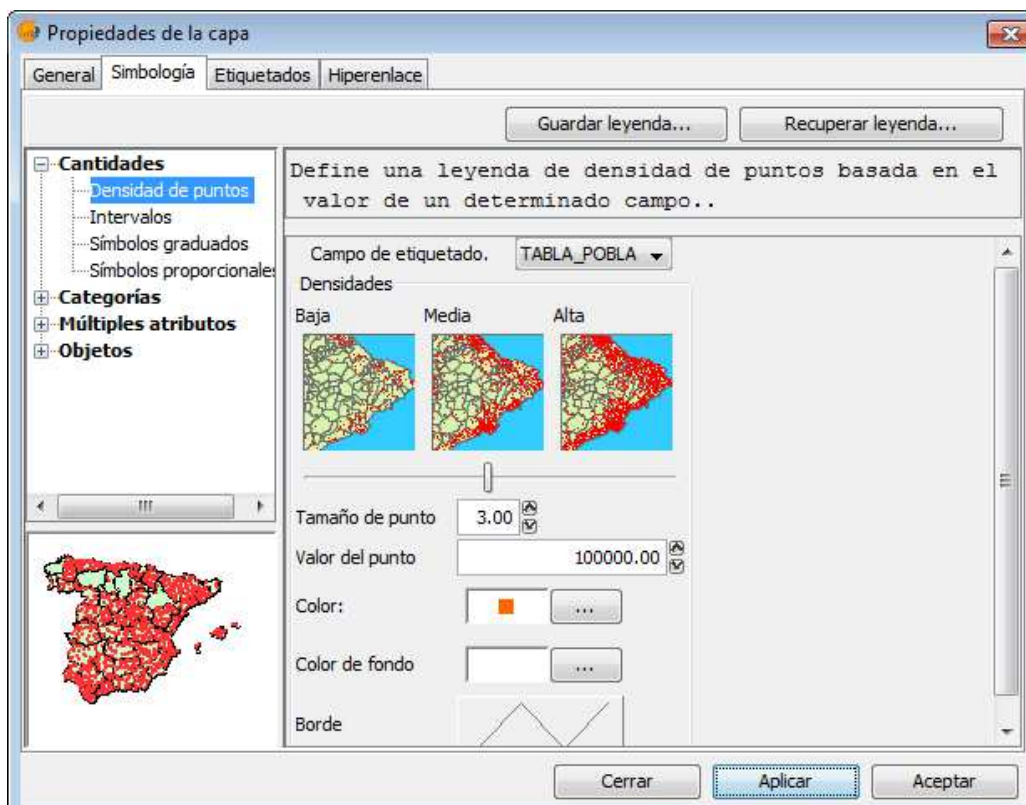 Propiedades de la capa
General Simbología Etiquetados Hiperenlace
Guardar leyenda... Recuperar leyenda...
Cantidades
Densidad de puntos
Intervalos
Símbolos graduados
Símbolos proporcionales
Categorías
Múltiples atributos
Objetos
Define una leyenda de densidad de puntos basada en el
valor de un determinado campo..
Campo de etiquetado. TABLA_POBLA
Densidades
Baja Media Alta
Tamaño de punto 3.00
Valor del punto 100000.00
Color: ...
Color de fondo ...
Borde
Cerrar Aplicar Aceptar